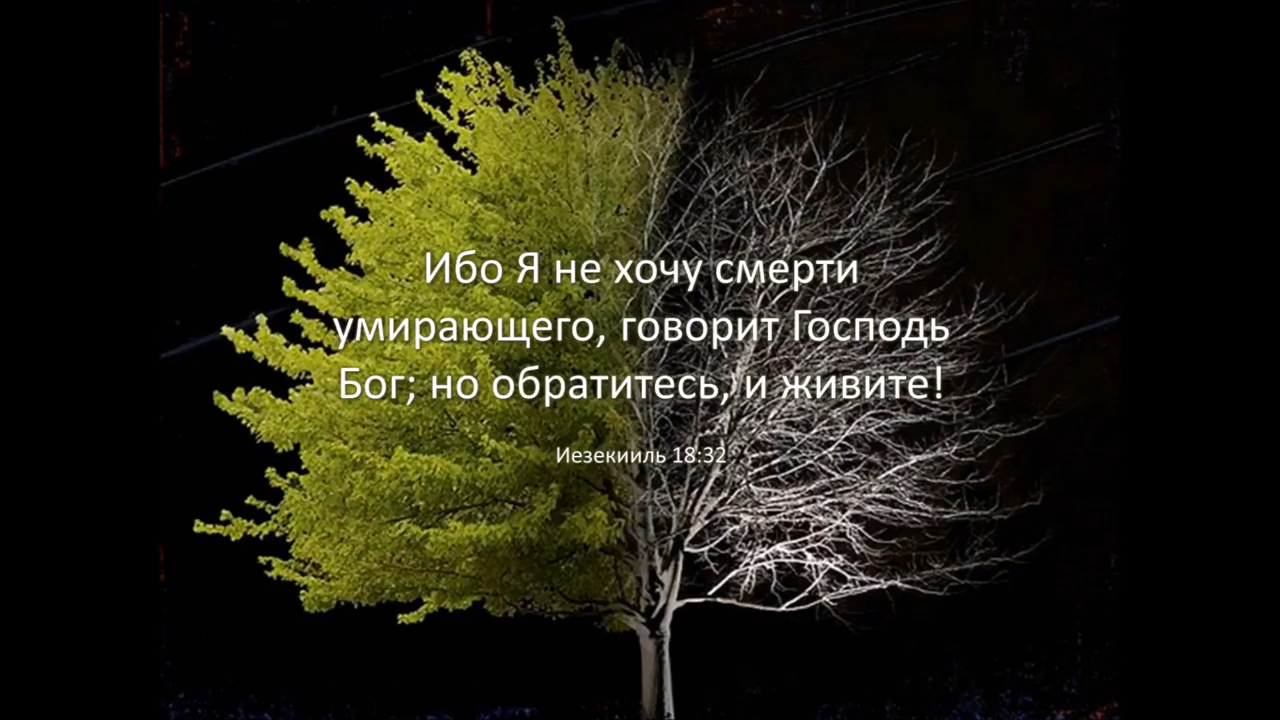 Ибо Я не хочу смерти
умирающего, говорит Господь
Бог; но обратитесь, и живите!
Иезекииль 18:32